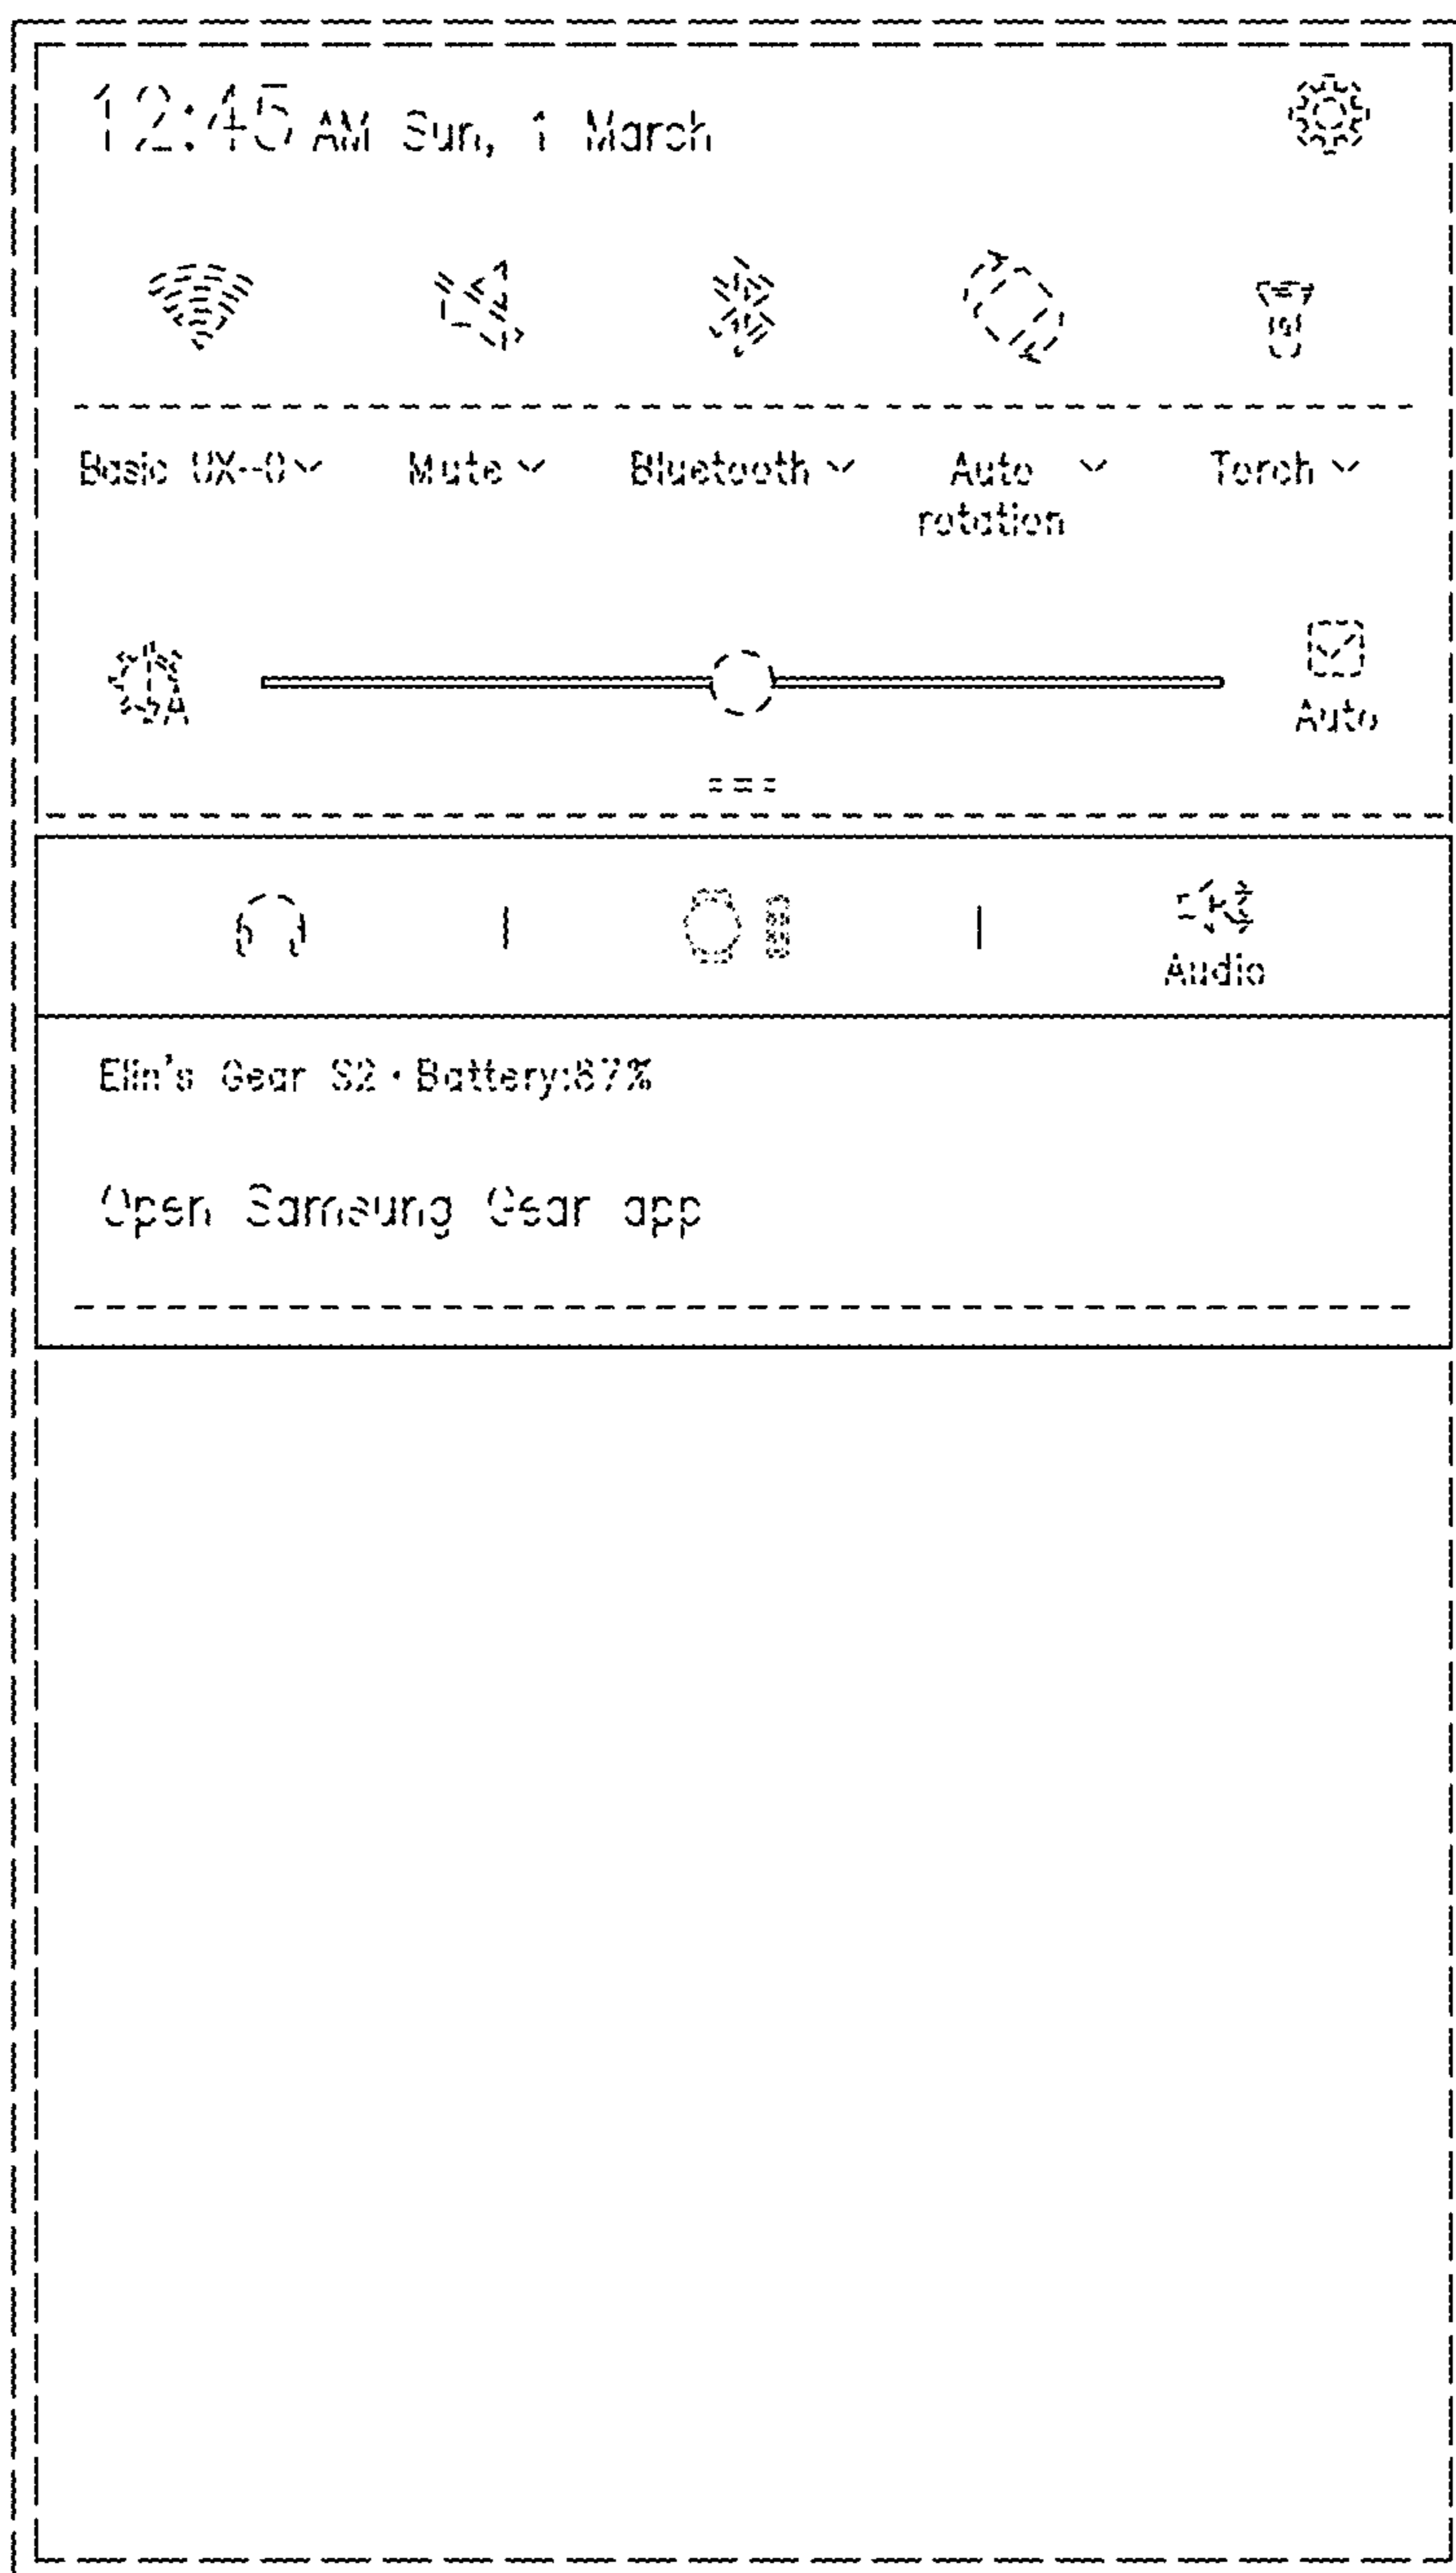 12:45 AM Sun, 1 March
Basic UX--0 Mute Bluetooth Auto rotation Torch
A
Auto
Audio
Elin's Gear S2 · Battery:87%
Open Samsung Gear app